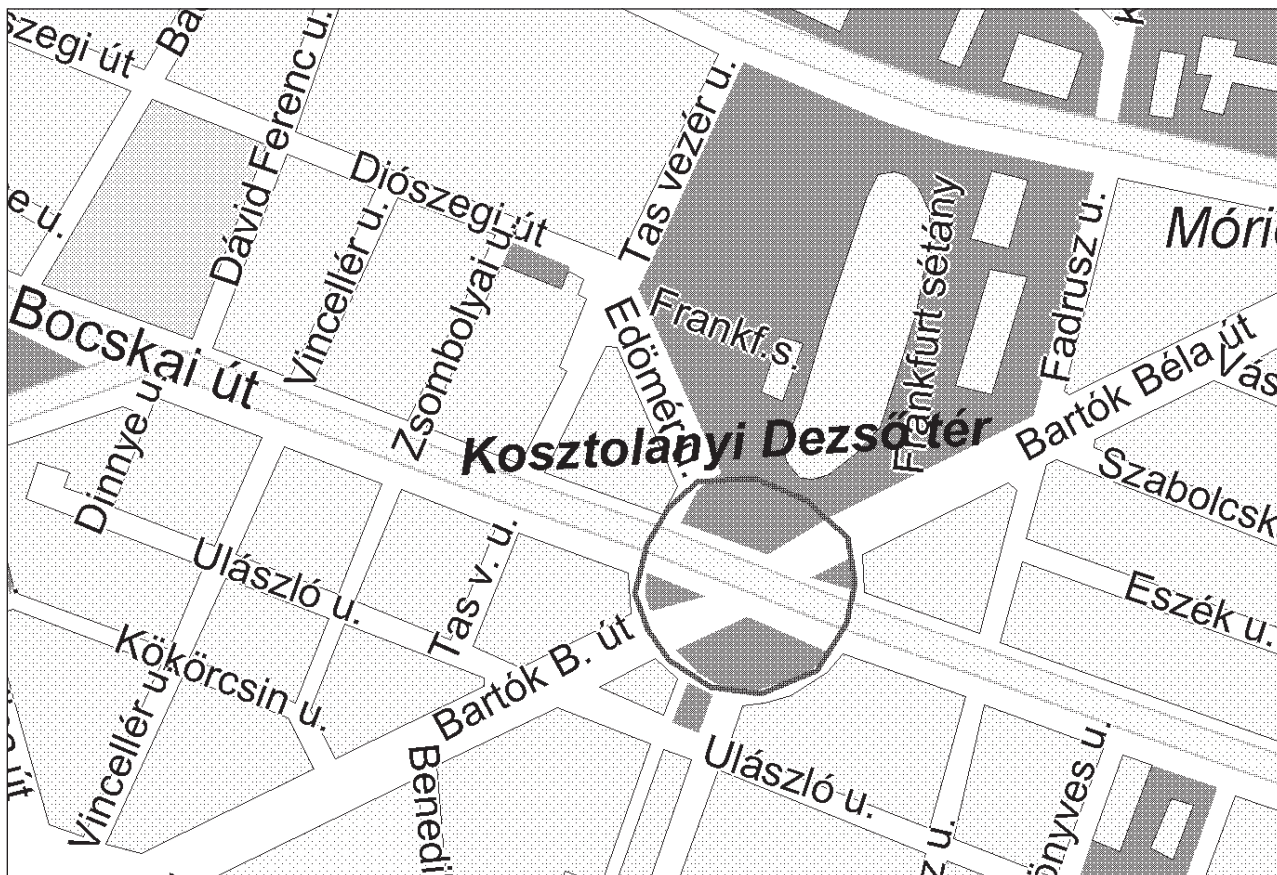 szegi út
Dávid Ferenc u.
Tas vezér u.
Diószegi út
Vincellér u.
Zsombolyai u.
e u.
Bocskai út
Edömér u.
Frankf.s.
Frankfurt sétány
Fadrusz u.
Móric
Bartók Béla út
Vás
Kosztolányi Dezső tér
Dinnye u.
Szabolcsk
Ulászló u.
Tas v. u.
Eszék u.
Kökörcsin u.
Bartók B. út
Vincellér u.
Benedi
Ulászló u.
önyves u.
z u.